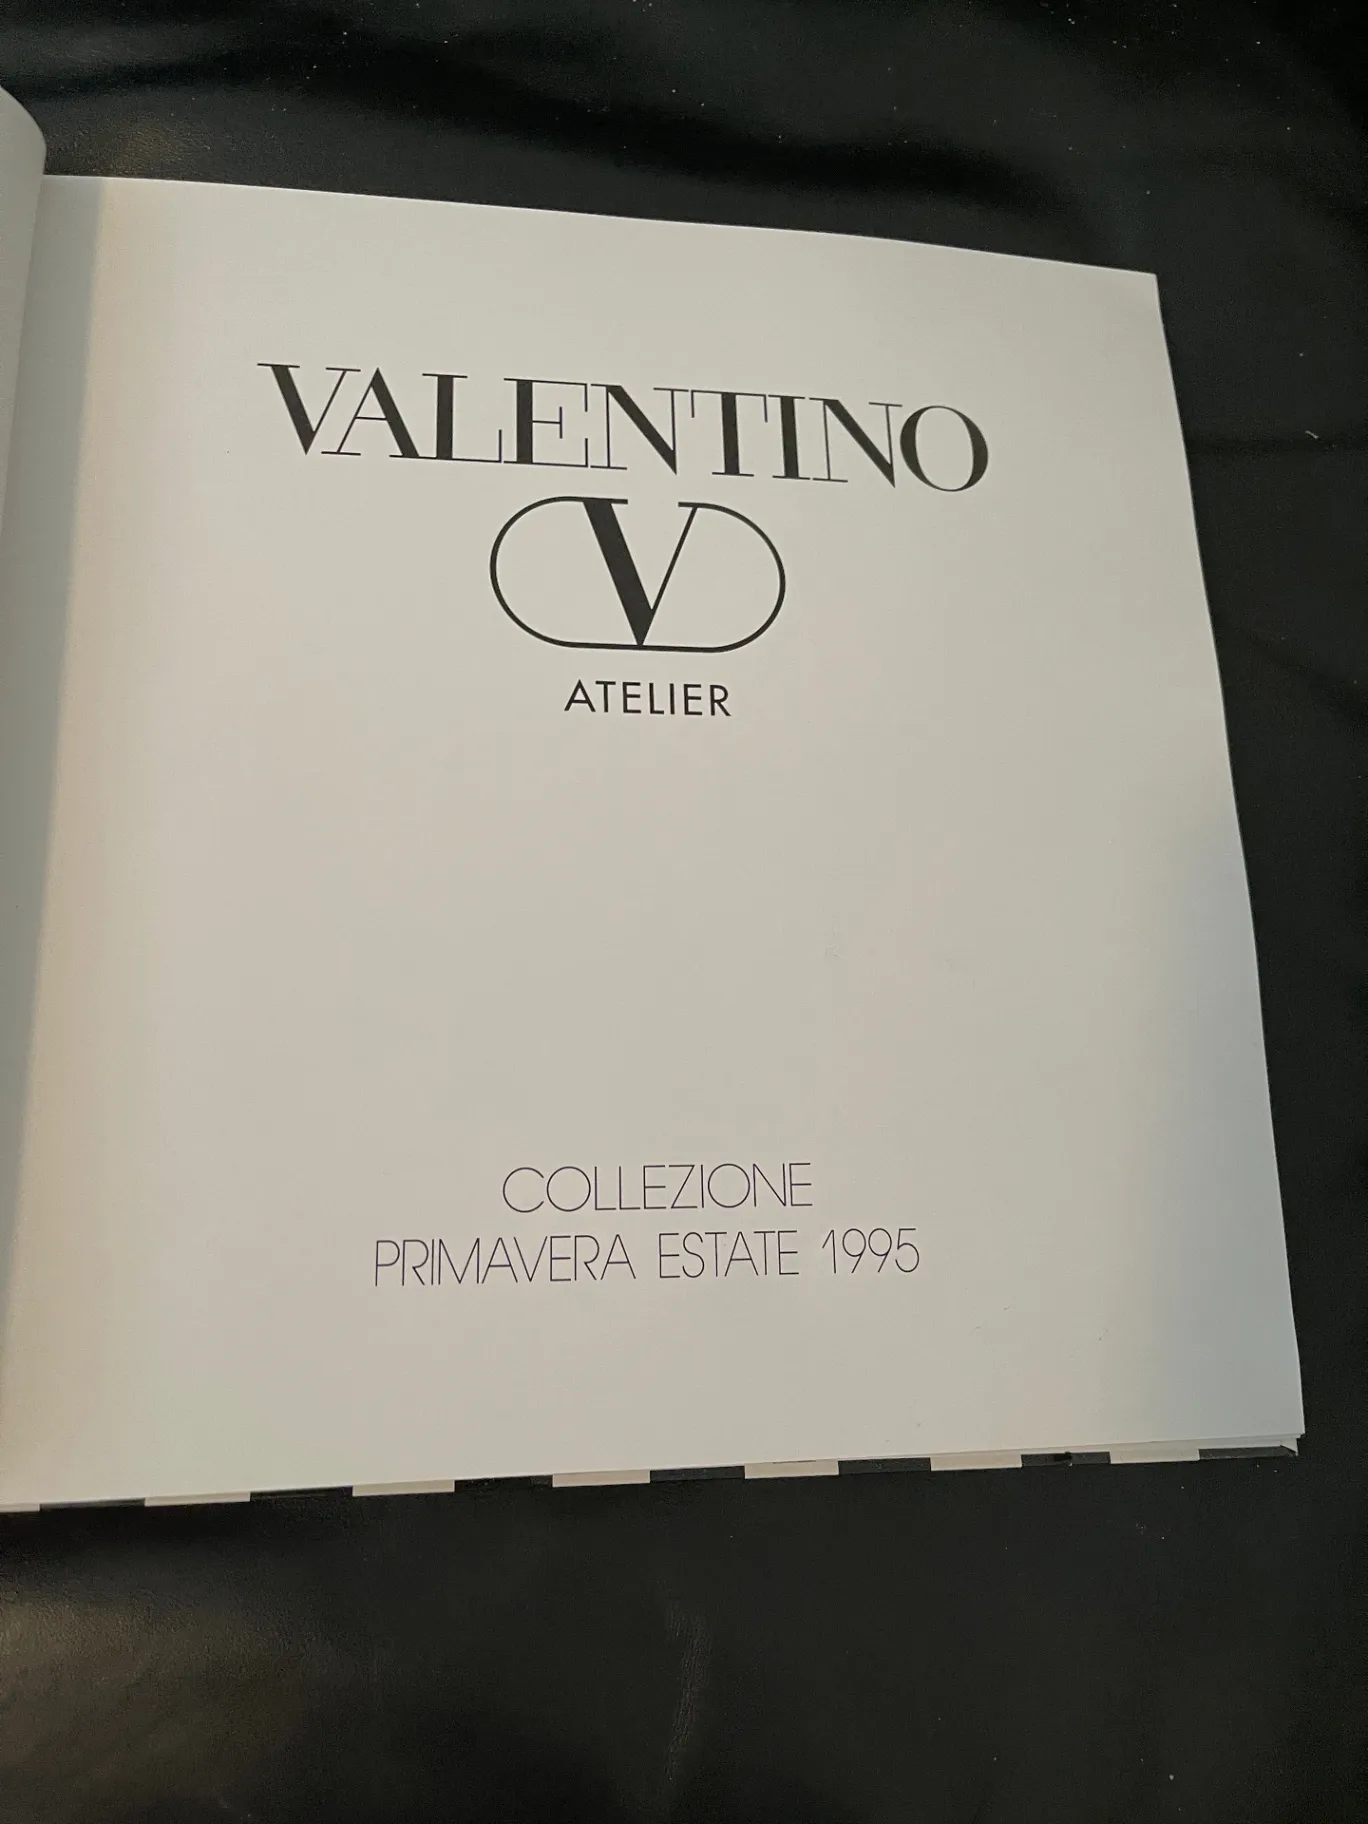 VALENTINO
V
ATELIER
COLLEZIONE
PRIMAVERA ESTATE 1995